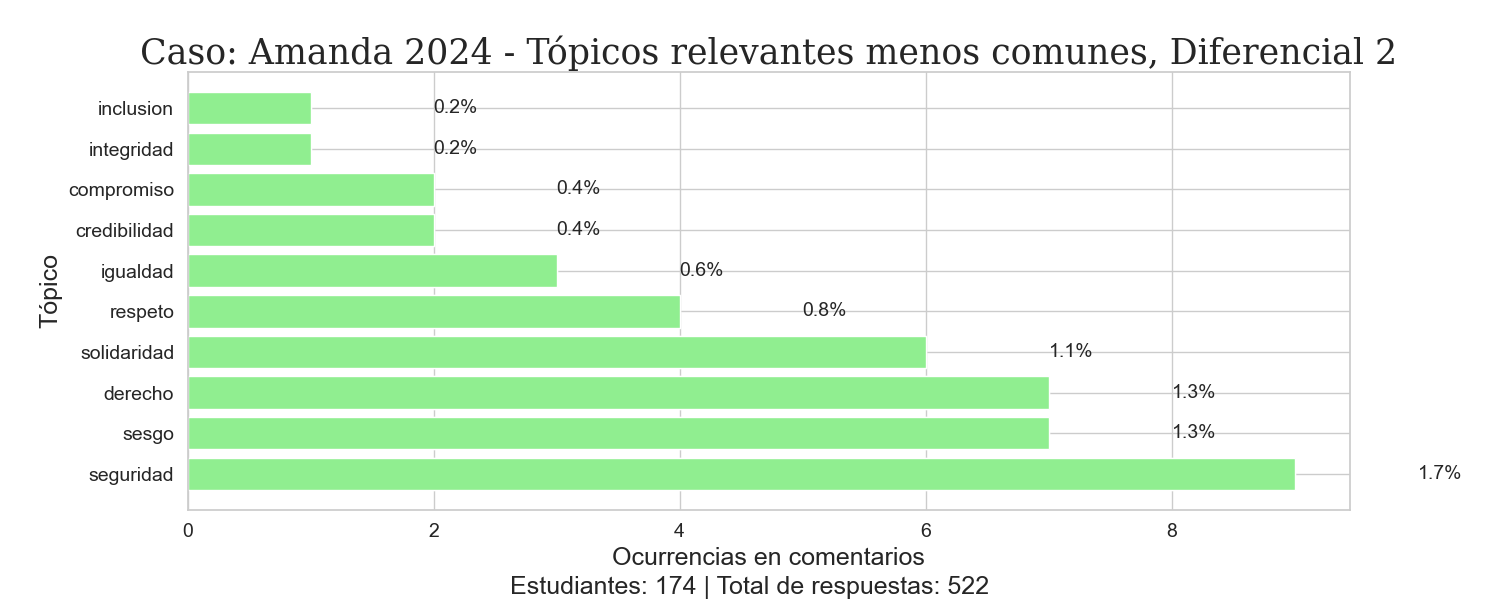 Caso: Amanda 2024 - Tópicos relevantes menos comunes, Diferencial 2
Tópico
inclusion 0.2%
integridad 0.2%
compromiso 0.4%
credibilidad 0.4%
igualdad 0.6%
respeto 0.8%
solidaridad 1.1%
derecho 1.3%
sesgo 1.3%
seguridad 1.7%
0 2 4 6 8
Ocurrencias en comentarios
Estudiantes: 174 | Total de respuestas: 522